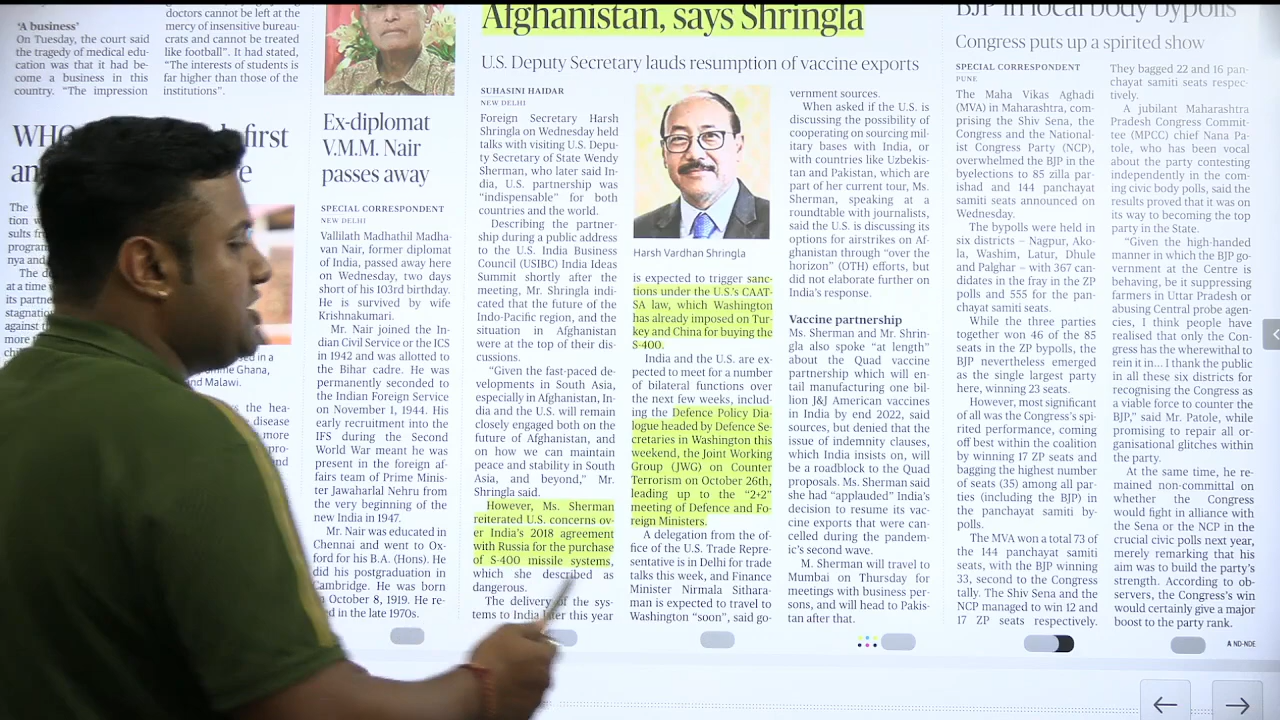 'A business'
On Tuesday, the court said
the tragedy of medical edu-
cation was that it had be-
come a business in this
country. "The impression
doctors cannot be left at the
mercy of insensitive bureau-
crats and cannot be treated
like football". It had stated,
"The interests of students is
far higher than those of the
institutions".
WHO
first
an
The
tion w
sults fr
program
nya and
The d
at a time
its partner
stagnation
against t
more t
Ghana,
and Malawi.
the hea-
disease
more
pro-
and
Ex-diplomat
V.M.M. Nair
passes away
SPECIAL CORRESPONDENT
NEW DELHI
Vallilath Madhathil Madha-
van Nair, former diplomat
of India, passed away here
on Wednesday, two days
short of his 103rd birthday.
He is survived by wife
Krishnakumari.
Mr. Nair joined the In-
dian Civil Service or the ICS
in 1942 and was allotted to
the Bihar cadre. He was
permanently seconded to
the Indian Foreign Service
on November 1, 1944. His
early recruitment into the
IFS during the Second
World War meant he was
present in the foreign af-
fairs team of Prime Minis-
ter Jawaharlal Nehru from
the very beginning of the
new India in 1947.
Mr. Nair was educated in
Chennai and went to Ox-
ford for his B.A. (Hons). He
did his postgraduation in
Cambridge. He was born
October 8, 1919. He re-
in the late 1970s.
Afghanistan, says Shringla
U.S. Deputy Secretary lauds resumption of vaccine exports
SUHASINI HAIDAR
NEW DELHI
Foreign Secretary Harsh
Shringla on Wednesday held
talks with visiting U.S. Depu-
ty Secretary of State Wendy
Sherman, who later said In-
dia, U.S. partnership was
"indispensable" for both
countries and the world.
Describing the partner-
ship during a public address
to the U.S. India Business
Council (USIBC) India Ideas
Summit shortly after the
meeting, Mr. Shringla indi-
cated that the future of the
Indo-Pacific region, and the
situation in Afghanistan
were at the top of their dis-
cussions.
"Given the fast-paced de-
velopments in South Asia,
especially in Afghanistan, In-
dia and the U.S. will remain
closely engaged both on the
future of Afghanistan, and
on how we can maintain
peace and stability in South
Asia, and beyond," Mr.
Shringla said.
However, Ms. Sherman
reiterated U.S. concerns ov-
er India's 2018 agreement
with Russia for the purchase
of S-400 missile systems,
which she described as
dangerous.
The delivery of the sys-
tems to India later this year
Harsh Vardhan Shringla
is expected to trigger sanc-
tions under the U.S.'s CAAT-
SA law, which Washington
has already imposed on Tur-
key and China for buying the
S-400.
India and the U.S. are ex-
pected to meet for a number
of bilateral functions over
the next few weeks, includ-
ing the Defence Policy Dia-
logue headed by Defence Se-
cretaries in Washington this
weekend, the Joint Working
Group (JWG) on Counter
Terrorism on October 26th,
leading up to the "2+2"
meeting of Defence and Fo-
reign Ministers.
A delegation from the of-
fice of the U.S. Trade Repre-
sentative is in Delhi for trade
talks this week, and Finance
Minister Nirmala Sithara-
man is expected to travel to
Washington "soon", said go-
vernment sources.
When asked if the U.S. is
discussing the possibility of
cooperating on sourcing mil-
itary bases with India, or
with countries like Uzbekis-
tan and Pakistan, which are
part of her current tour, Ms.
Sherman, speaking at a
roundtable with journalists,
said the U.S. is discussing its
options for airstrikes on Af-
ghanistan through "over the
horizon" (OTH) efforts, but
did not elaborate further on
India's response.
Vaccine partnership
Ms. Sherman and Mr. Shrin-
gla also spoke "at length"
about the Quad vaccine
partnership which will en-
tail manufacturing one bil-
lion J&J American vaccines
in India by end 2022, said
sources, but denied that the
issue of indemnity clauses,
which India insists on, will
be a roadblock to the Quad
proposals. Ms. Sherman said
she had "applauded" India's
decision to resume its vac-
cine exports that were can-
celled during the pandem-
ic's second wave.
M. Sherman will travel to
Mumbai on Thursday for
meetings with business per-
sons, and will head to Pakis-
tan after that.
BJP in local body bypolls
Congress puts up a spirited show
SPECIAL CORRESPONDENT
PUNE
The Maha Vikas Aghadi
(MVA) in Maharashtra, com-
prising the Shiv Sena, the
Congress and the National-
ist Congress Party (NCP),
overwhelmed the BJP in the
byelections to 85 zilla par-
ishad and 144 panchayat
samiti seats announced on
Wednesday.
The bypolls were held in
six districts – Nagpur, Ako-
la, Washim, Latur, Dhule
and Palghar – with 367 can-
didates in the fray in the ZP
polls and 555 for the pan-
chayat samiti seats.
While the three parties
together won 46 of the 85
seats in the ZP bypolls, the
BJP nevertheless emerged
as the single largest party
here, winning 23 seats.
However, most significant
of all was the Congress's spi-
rited performance, coming
off best within the coalition
by winning 17 ZP seats and
bagging the highest number
of seats (35) among all par-
ties (including the BJP) in
the panchayat samiti by-
polls.
The MVA won a total 73 of
the 144 panchayat samiti
seats, with the BJP winning
33, second to the Congress
tally. The Shiv Sena and the
NCP managed to win 12 and
17 ZP seats respectively.
They bagged 22 and 16 pan-
chayat samiti seats respec-
tively.
A jubilant Maharashtra
Pradesh Congress Commit-
tee (MPCC) chief Nana Pa-
tole, who has been vocal
about the party contesting
independently in the com-
ing civic body polls, said the
results proved that it was on
its way to becoming the top
party in the State.
"Given the high-handed
manner in which the BJP go-
vernment at the Centre is
behaving, be it suppressing
farmers in Uttar Pradesh or
abusing Central probe agen-
cies, I think people have
realised that only the Con-
gress has the wherewithal to
rein it in... I think the public
in all these six districts for
recognising the Congress as
a viable force to counter the
BJP," said Mr. Patole, while
promising to repair all or-
ganisational glitches within
the party.
At the same time, he re-
mained non-committal on
whether the Congress
would fight in alliance with
the Sena or the NCP in the
crucial civic polls next year,
merely remarking that his
aim was to build the party's
strength. According to ob-
servers, the Congress's win
would certainly give a major
boost to the party rank.
A ND-NDE